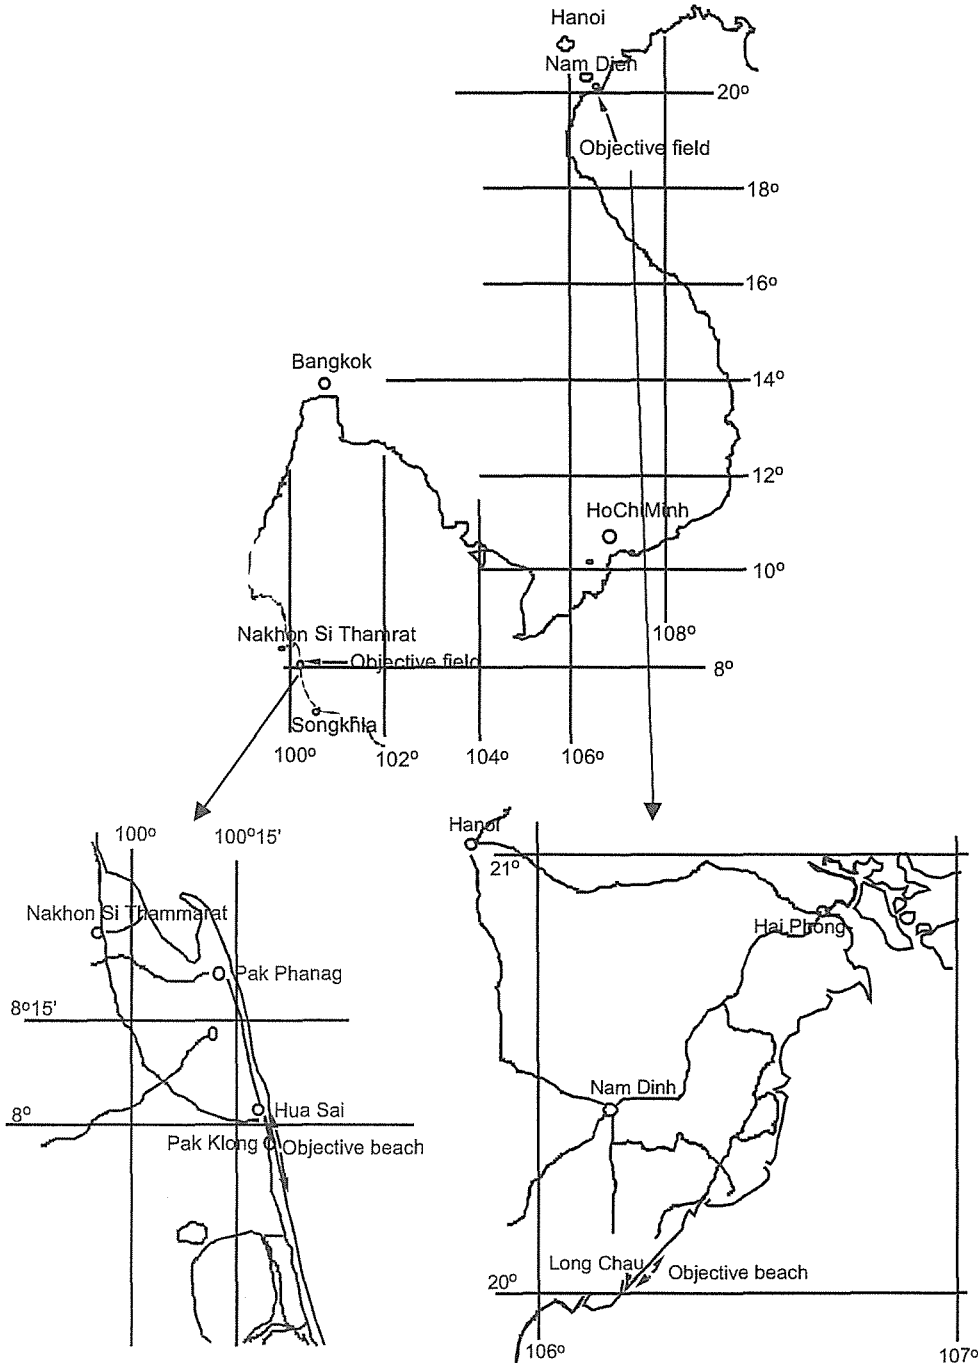 Hanoi
Nam Dien
20°
Objective field
18°
16°
Bangkok
14°
12°
HoChiMinh
10°
108°
Nakhon Si Thamrat
Objective field
8°
Songkhla
100°
102°
104°
106°
100°
100°15'
Nakhon Si Thammarat
Pak Phanag
8°15'
8°
Hua Sai
Pak Klong
Objective beach
Hanoi
21°
Hai Phong
Nam Dinh
Long Chau
Objective beach
20°
106°
107°